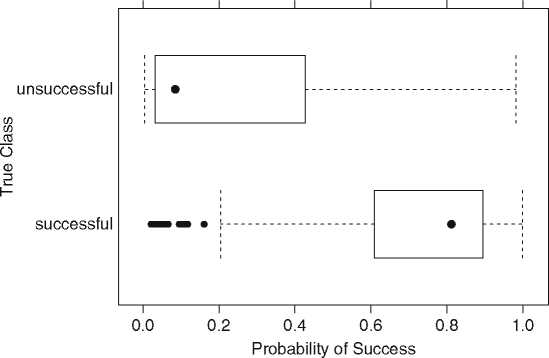 True Class
unsuccessful
successful
0.0 0.2 0.4 0.6 0.8 1.0
Probability of Success